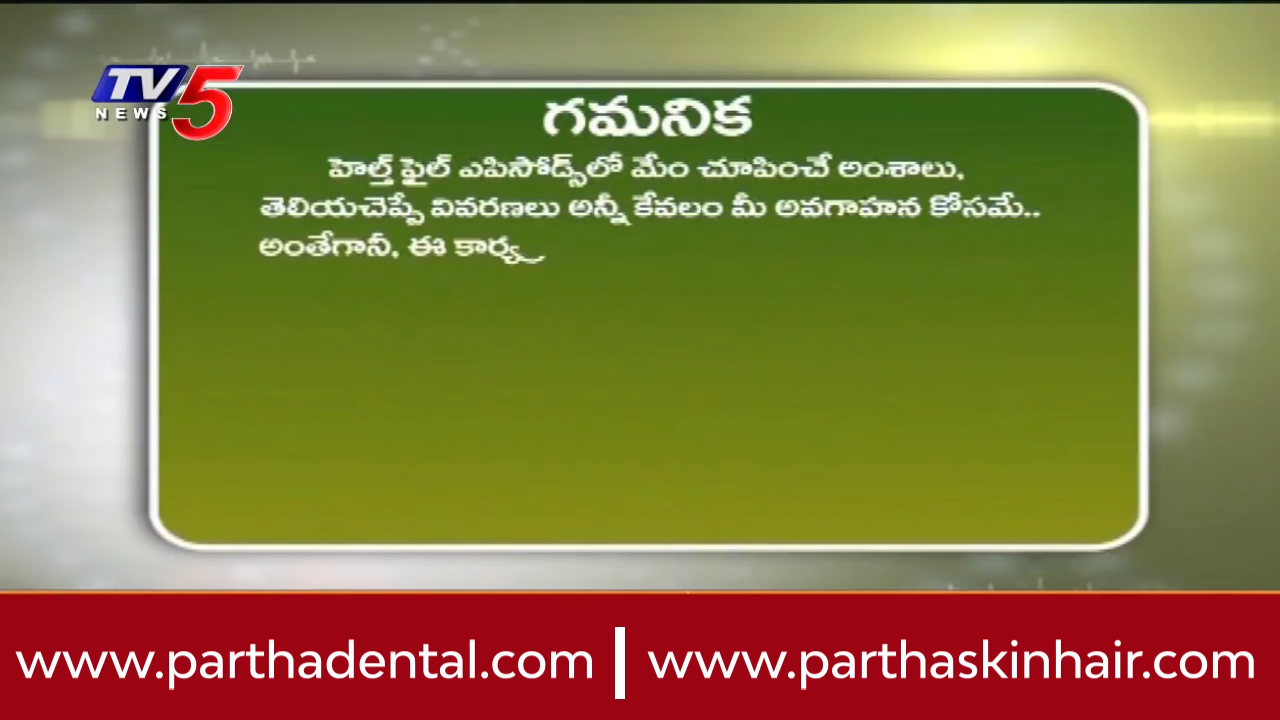 TV5
NEWS
గమనిక
హెల్త్ ఫైల్ ఎపిసోడ్స్‌లో మేం చూపించే అంశాలు,
తెలియచెప్పే వివరణలు అన్నీ కేవలం మీ అవగాహన కోసమే..
అంతేగానీ, ఈ
www.parthadental.com | www.parthaskinhair.com